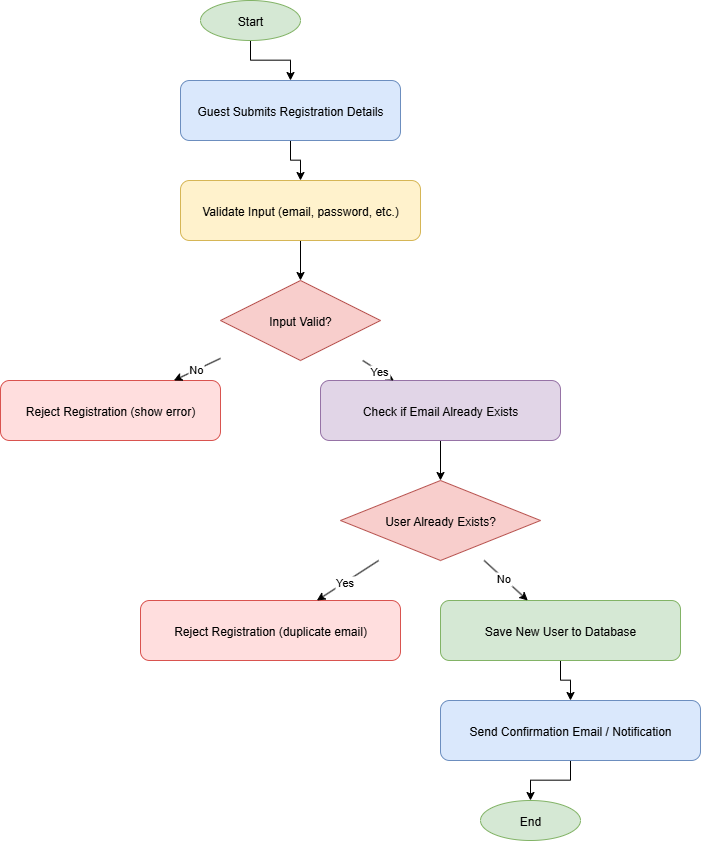 Start
Guest Submits Registration Details
Validate Input (email, password, etc.)
Input Valid?
No
Yes
Reject Registration (show error)
Check if Email Already Exists
User Already Exists?
Yes
No
Reject Registration (duplicate email)
Save New User to Database
Send Confirmation Email / Notification
End